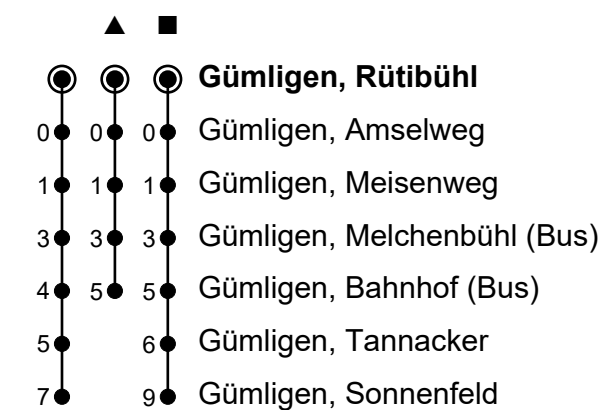 ▲ ■
Gümligen, Rütibühl
0 0 0 Gümligen, Amselweg
1 1 1 Gümligen, Meisenweg
3 3 3 Gümligen, Melchenbühl (Bus)
4 5 5 Gümligen, Bahnhof (Bus)
5 6 Gümligen, Tannacker
7 9 Gümligen, Sonnenfeld